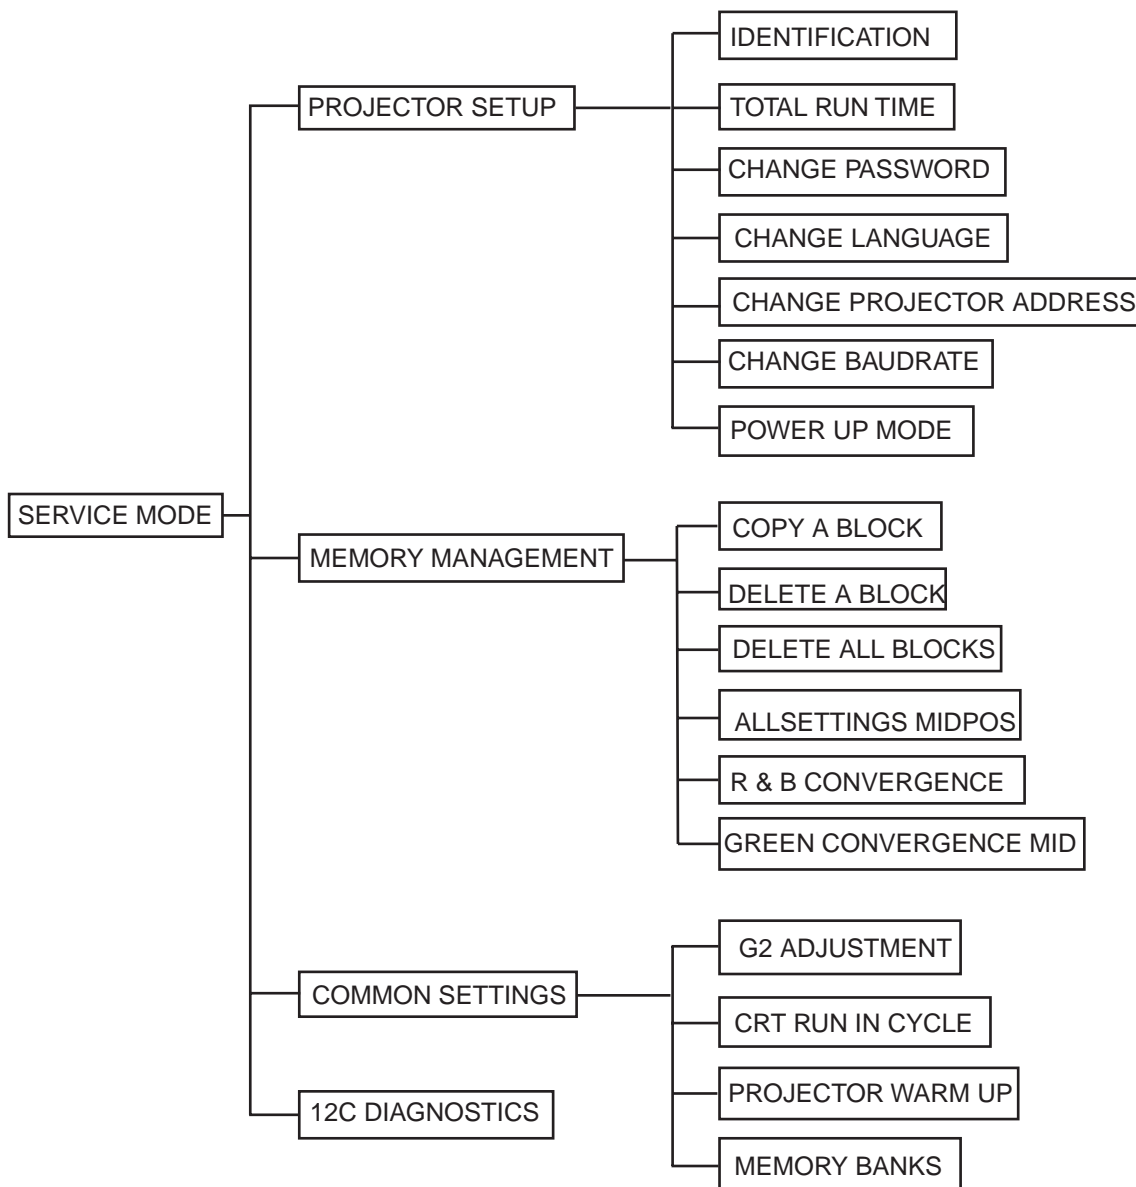 SERVICE MODE
PROJECTOR SETUP
IDENTIFICATION
TOTAL RUN TIME
CHANGE PASSWORD
CHANGE LANGUAGE
CHANGE PROJECTOR ADDRESS
CHANGE BAUDRATE
POWER UP MODE
MEMORY MANAGEMENT
COPY A BLOCK
DELETE A BLOCK
DELETE ALL BLOCKS
ALLSETTINGS MIDPOS
R & B CONVERGENCE
GREEN CONVERGENCE MID
COMMON SETTINGS
G2 ADJUSTMENT
CRT RUN IN CYCLE
PROJECTOR WARM UP
MEMORY BANKS
12C DIAGNOSTICS